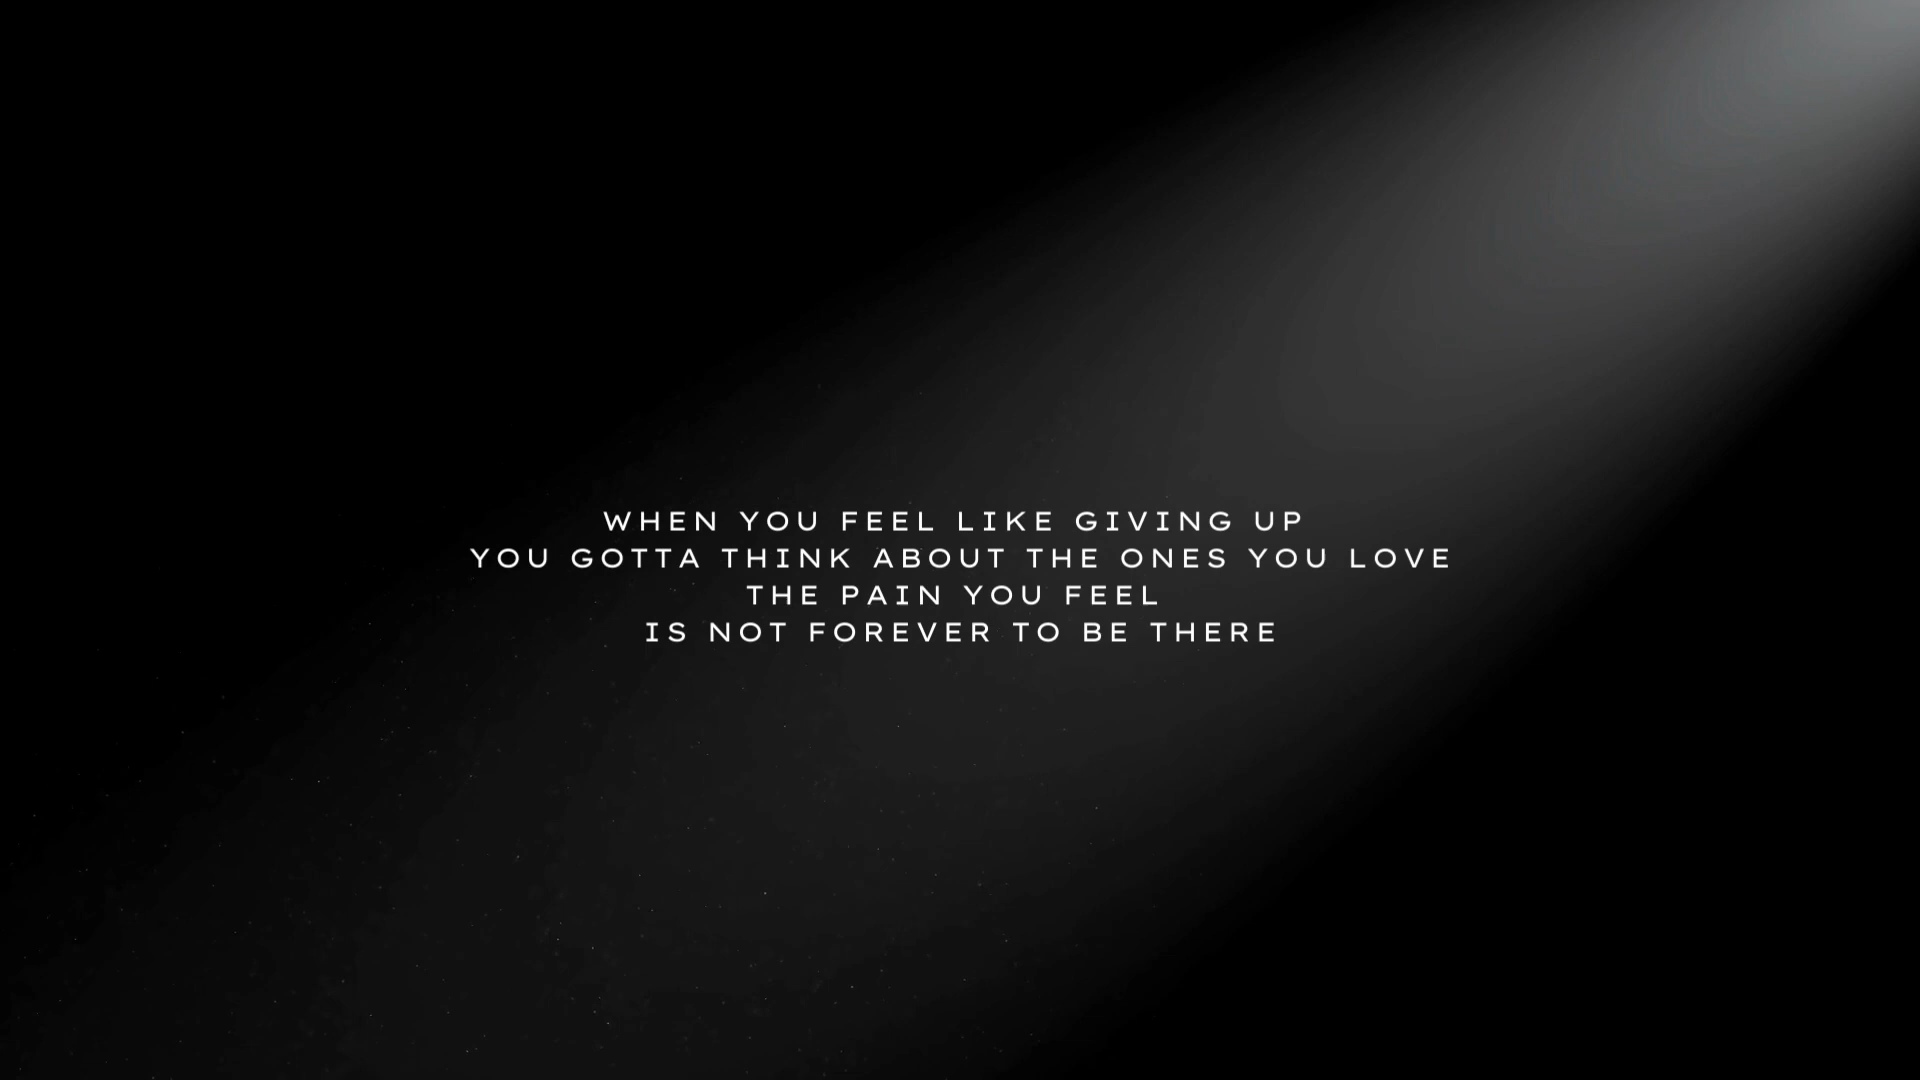 WHEN YOU FEEL LIKE GIVING UP
YOU GOTTA THINK ABOUT THE ONES YOU LOVE
THE PAIN YOU FEEL
IS NOT FOREVER TO BE THERE